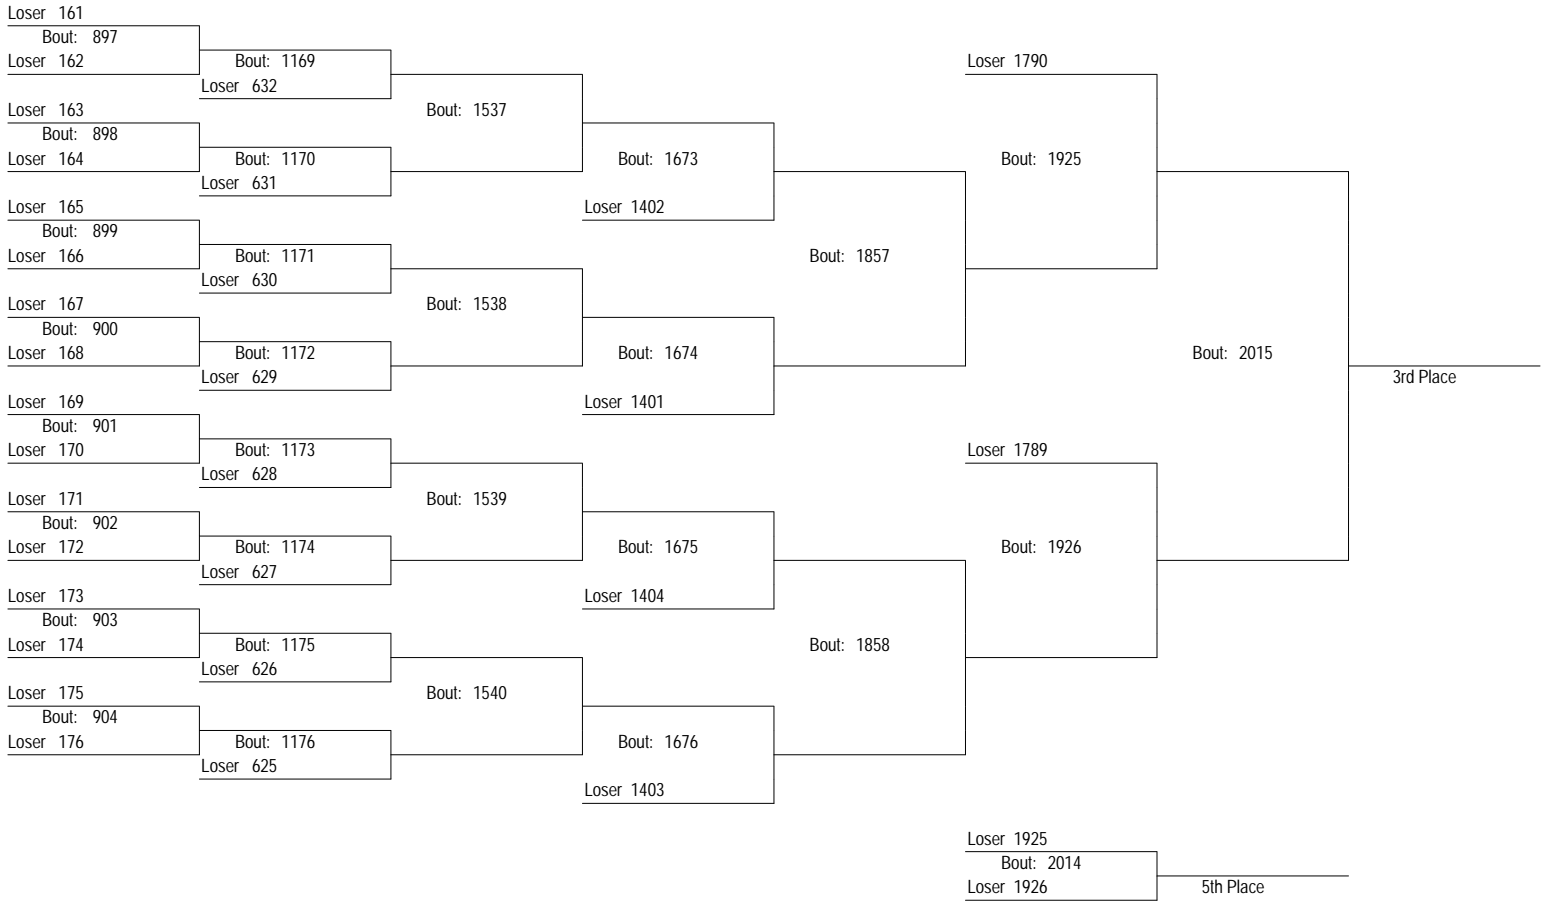 Loser 161
Bout: 897
Loser 162
Bout: 1169
Loser 632
Loser 1790
Loser 163
Bout: 898
Loser 164
Bout: 1537
Bout: 1170
Loser 631
Bout: 1673
Bout: 1925
Loser 165
Bout: 899
Loser 166
Loser 1402
Bout: 1171
Loser 630
Bout: 1857
Loser 167
Bout: 900
Loser 168
Bout: 1538
Bout: 1172
Loser 629
Bout: 1674
Bout: 2015
3rd Place
Loser 169
Bout: 901
Loser 170
Loser 1401
Bout: 1173
Loser 628
Loser 1789
Loser 171
Bout: 902
Loser 172
Bout: 1539
Bout: 1174
Loser 627
Bout: 1675
Bout: 1926
Loser 173
Bout: 903
Loser 174
Loser 1404
Bout: 1175
Loser 626
Bout: 1858
Loser 175
Bout: 904
Loser 176
Bout: 1540
Bout: 1176
Loser 625
Bout: 1676
Loser 1403
Loser 1925
Bout: 2014
Loser 1926
5th Place